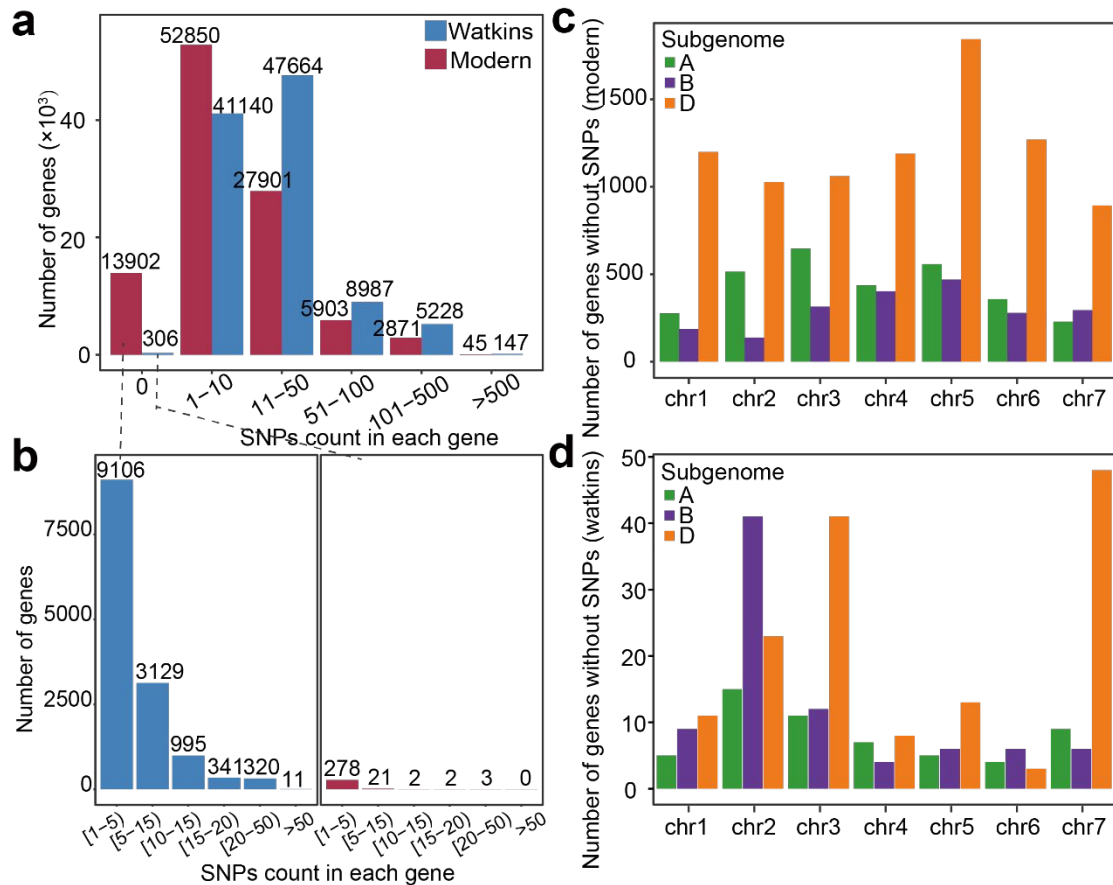 a
Number of genes (×10³)
40
20
0
52850
47664
41140
27901
13902
306
5903
8987
2871
5228
45
147
Watkins
Modern
0
1–10
11–50
51–100
101–500
>500
SNPs count in each gene
b
Number of genes
7500
5000
2500
0
9106
3129
995
341
320
11
278
21
2
2
3
0
[1–5)
[5–15)
[10–15)
[15–20)
[20–50)
>50
[1–5)
[5–15)
[10–15)
[15–20)
[20–50)
>50
SNPs count in each gene
c
Number of genes without SNPs (modern)
1500
1000
500
0
Subgenome
A
B
D
chr1
chr2
chr3
chr4
chr5
chr6
chr7
d
Number of genes without SNPs (watkins)
50
40
30
20
10
0
Subgenome
A
B
D
chr1
chr2
chr3
chr4
chr5
chr6
chr7